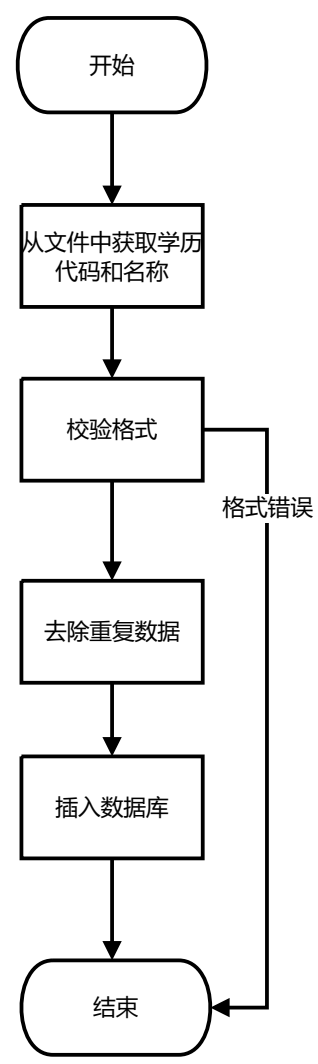 开始
从文件中获取学历
代码和名称
校验格式
格式错误
去除重复数据
插入数据库
结束